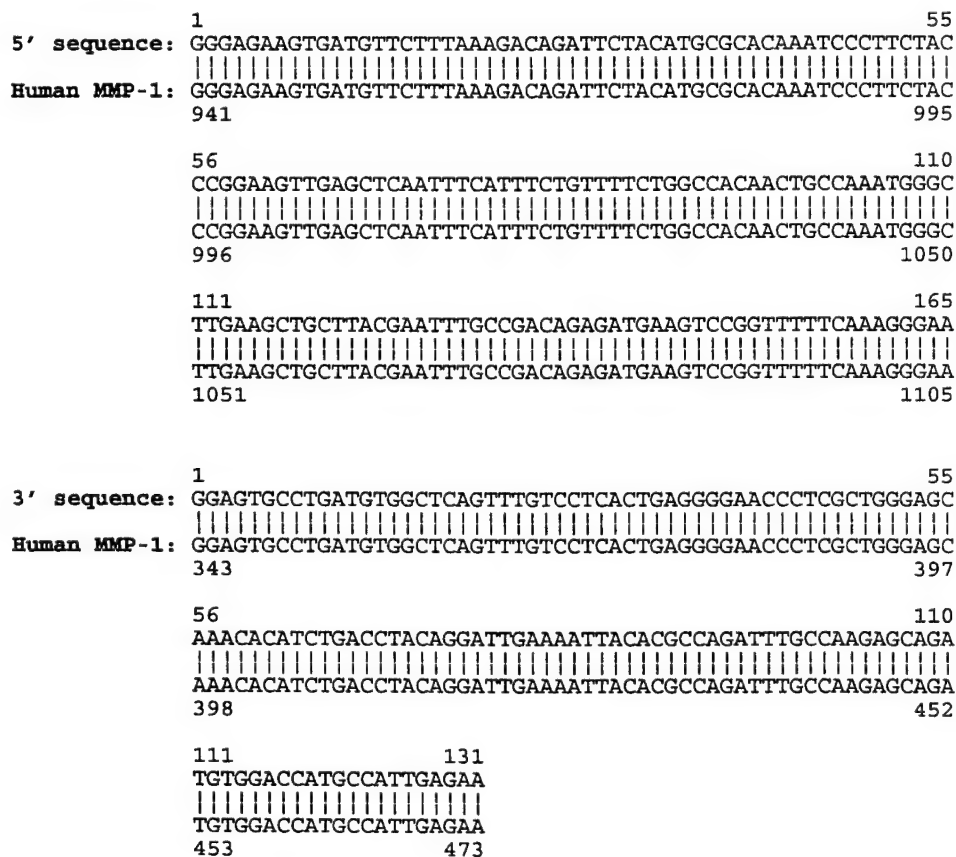 1 55
5' sequence: GGGAGAAGTGATGTTCTTTAAAGACAGATTCTACATGCGCACAAATCCCTTCTAC
Human MMP-1: GGGAGAAGTGATGTTCTTTAAAGACAGATTCTACATGCGCACAAATCCCTTCTAC
941 995
56 110
CCGGAAGTTGAGCTCAATTTCATTTCTGTTTTCTGGCCACAACTGCCAAATGGGC
CCGGAAGTTGAGCTCAATTTCATTTCTGTTTTCTGGCCACAACTGCCAAATGGGC
996 1050
111 165
TTGAAGCTGCTTACGAATTTGCCGACAGAGATGAAGTCCGGTTTTTCAAAGGGAA
TTGAAGCTGCTTACGAATTTGCCGACAGAGATGAAGTCCGGTTTTTCAAAGGGAA
1051 1105
1 55
3' sequence: GGAGTGCCTGATGTGGCTCAGTTTGTCCTCACTGAGGGGAACCCTCGCTGGGAGC
Human MMP-1: GGAGTGCCTGATGTGGCTCAGTTTGTCCTCACTGAGGGGAACCCTCGCTGGGAGC
343 397
56 110
AAACACATCTGACCTACAGGATTGAAAATTACACGCCAGATTTGCCAAGAGCAGA
AAACACATCTGACCTACAGGATTGAAAATTACACGCCAGATTTGCCAAGAGCAGA
398 452
111 131
TGTGGACCATGCCATTGAGAA
TGTGGACCATGCCATTGAGAA
453 473